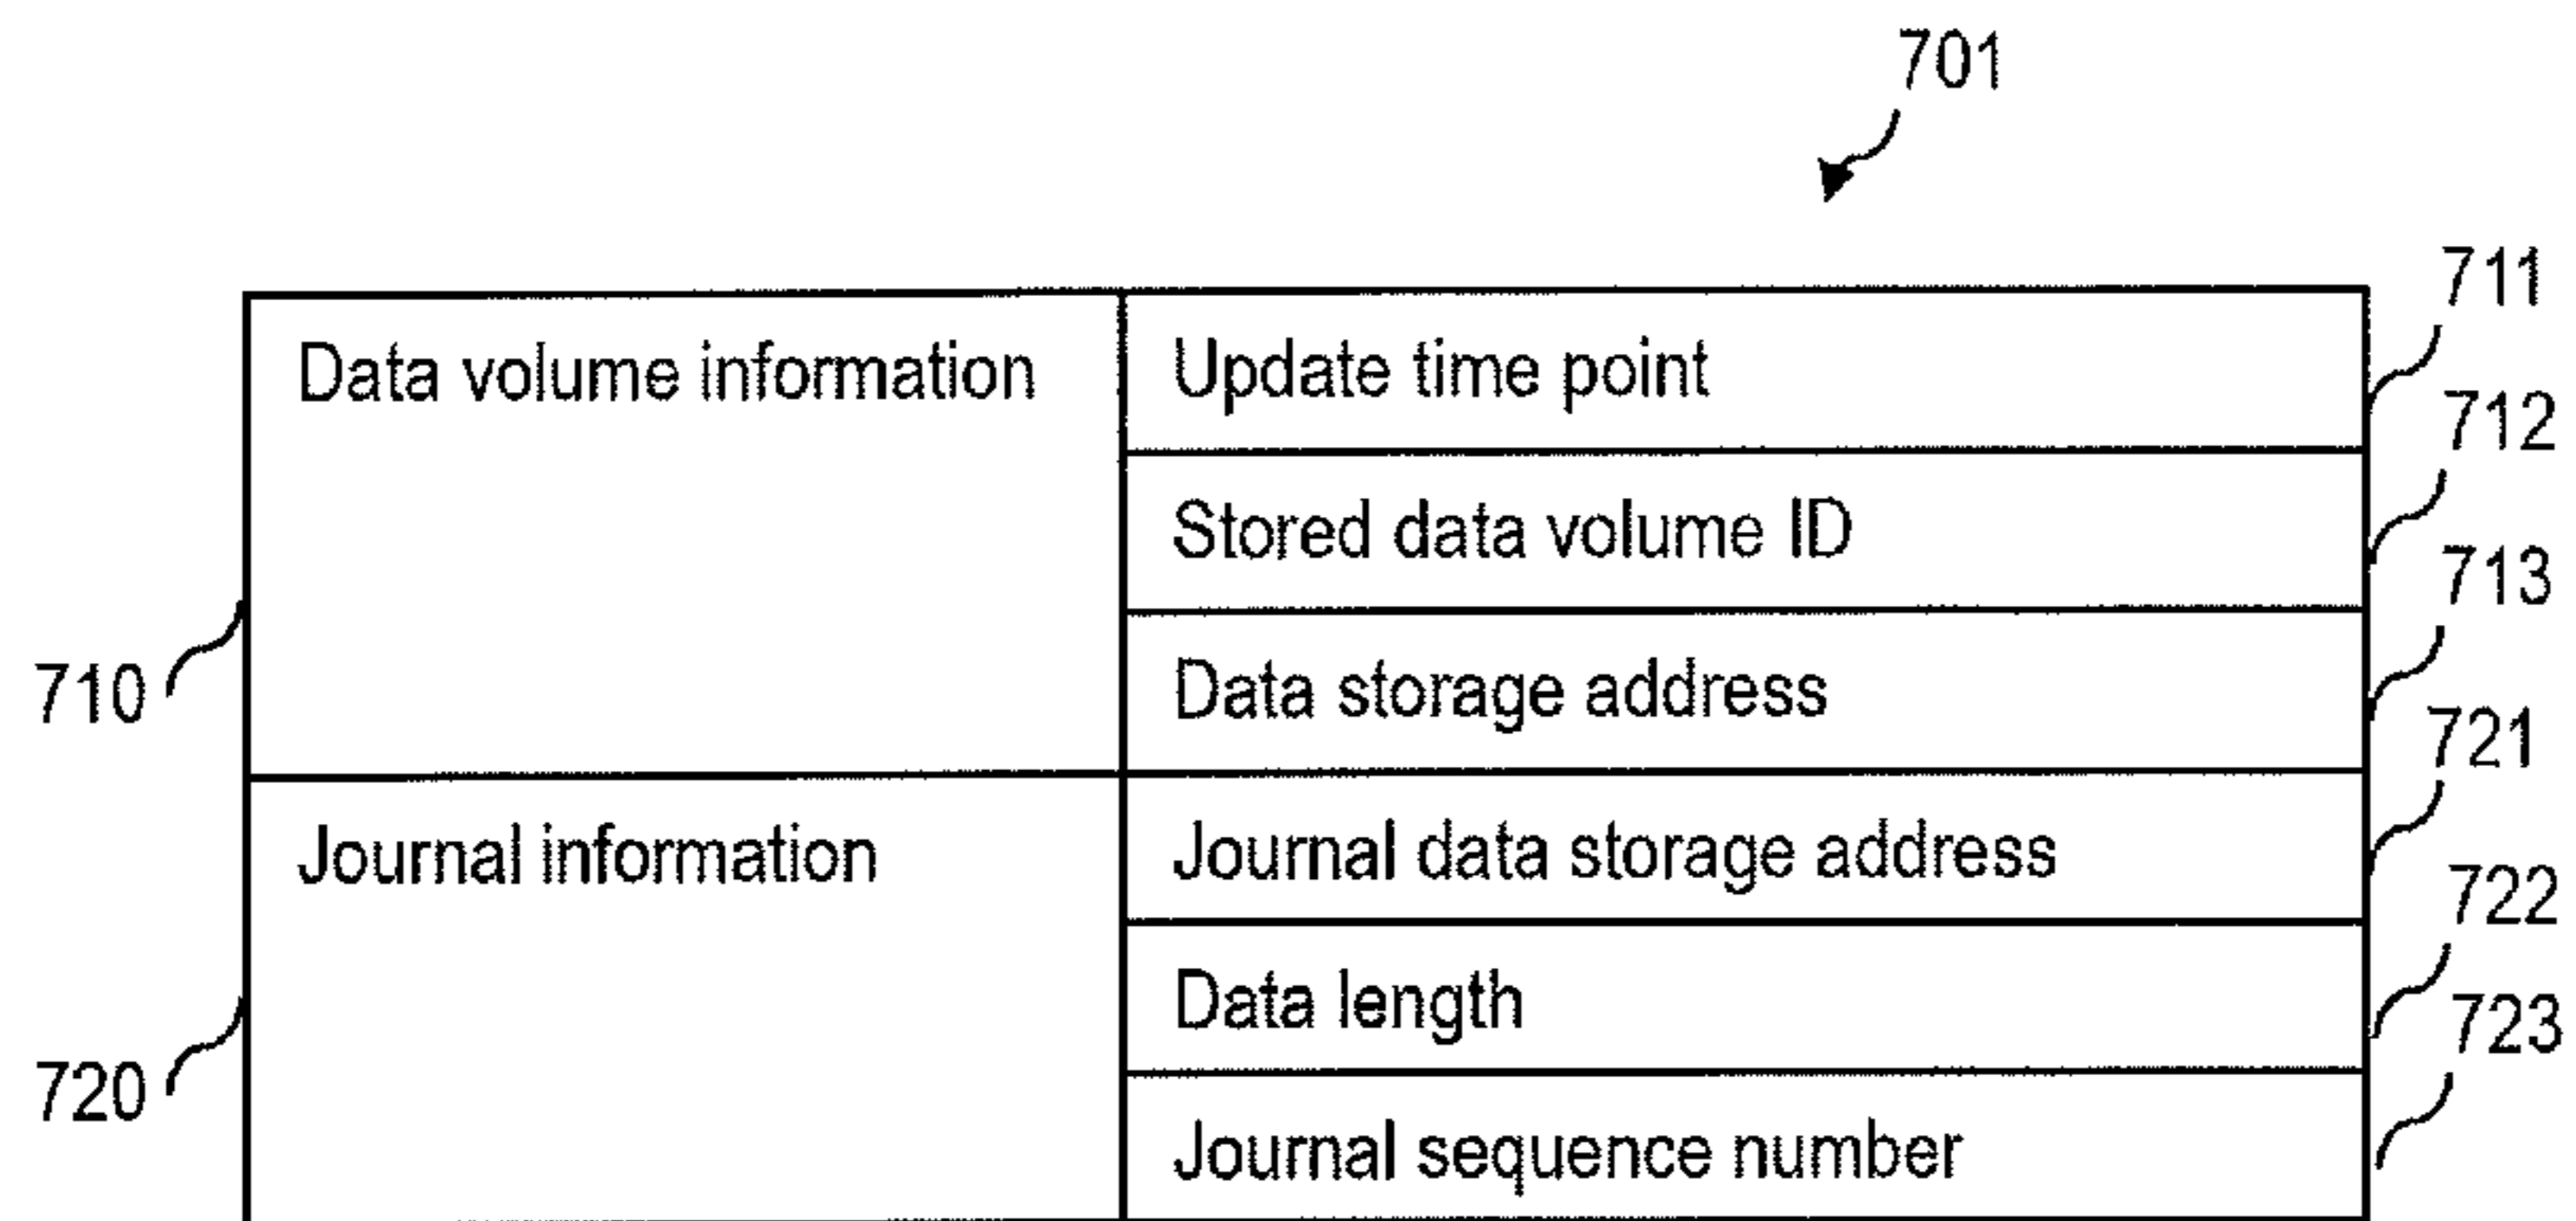 701
Data volume information
Update time point
711
Stored data volume ID
712
Data storage address
713
710
Journal information
Journal data storage address
721
Data length
722
Journal sequence number
723
720